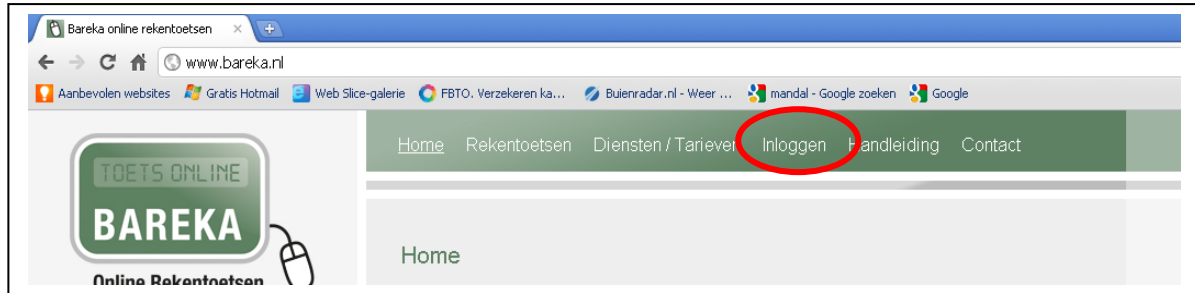 Bareka online rekentoetsen
www.bareka.nl
Aanbevolen websites Gratis Hotmail Web Slice-galerie FBTO. Verzekeren ka... Buienradar.nl - Weer ... mandal - Google zoeken Google
Home Rekentoetsen Diensten / Tarieven Inloggen Handleiding Contact
TOETS ONLINE
BAREKA
Online Rekentoetsen
Home